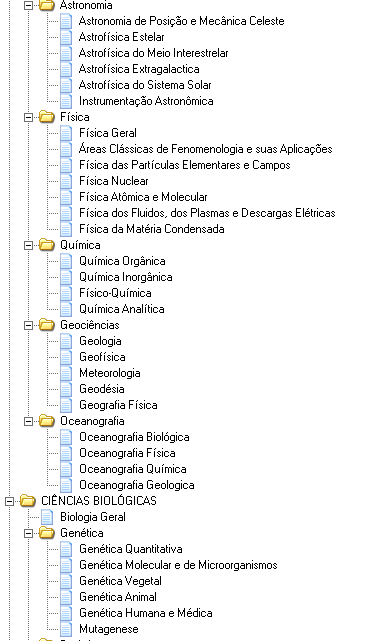 Astronomia
Astronomia de Posição e Mecânica Celeste
Astrofísica Estelar
Astrofísica do Meio Interestrelar
Astrofísica Extragalactica
Astrofísica do Sistema Solar
Instrumentação Astronômica
Física
Física Geral
Áreas Clássicas de Fenomenologia e suas Aplicações
Física das Partículas Elementares e Campos
Física Nuclear
Física Atômica e Molecular
Física dos Fluidos, dos Plasmas e Descargas Elétricas
Física da Matéria Condensada
Química
Química Orgânica
Química Inorgânica
Físico-Química
Química Analítica
Geociências
Geologia
Geofísica
Meteorologia
Geodésia
Geografia Física
Oceanografia
Oceanografia Biológica
Oceanografia Física
Oceanografia Química
Oceanografia Geologica
CIÊNCIAS BIOLÓGICAS
Biologia Geral
Genética
Genética Quantitativa
Genética Molecular e de Microorganismos
Genética Vegetal
Genética Animal
Genética Humana e Médica
Mutagenese